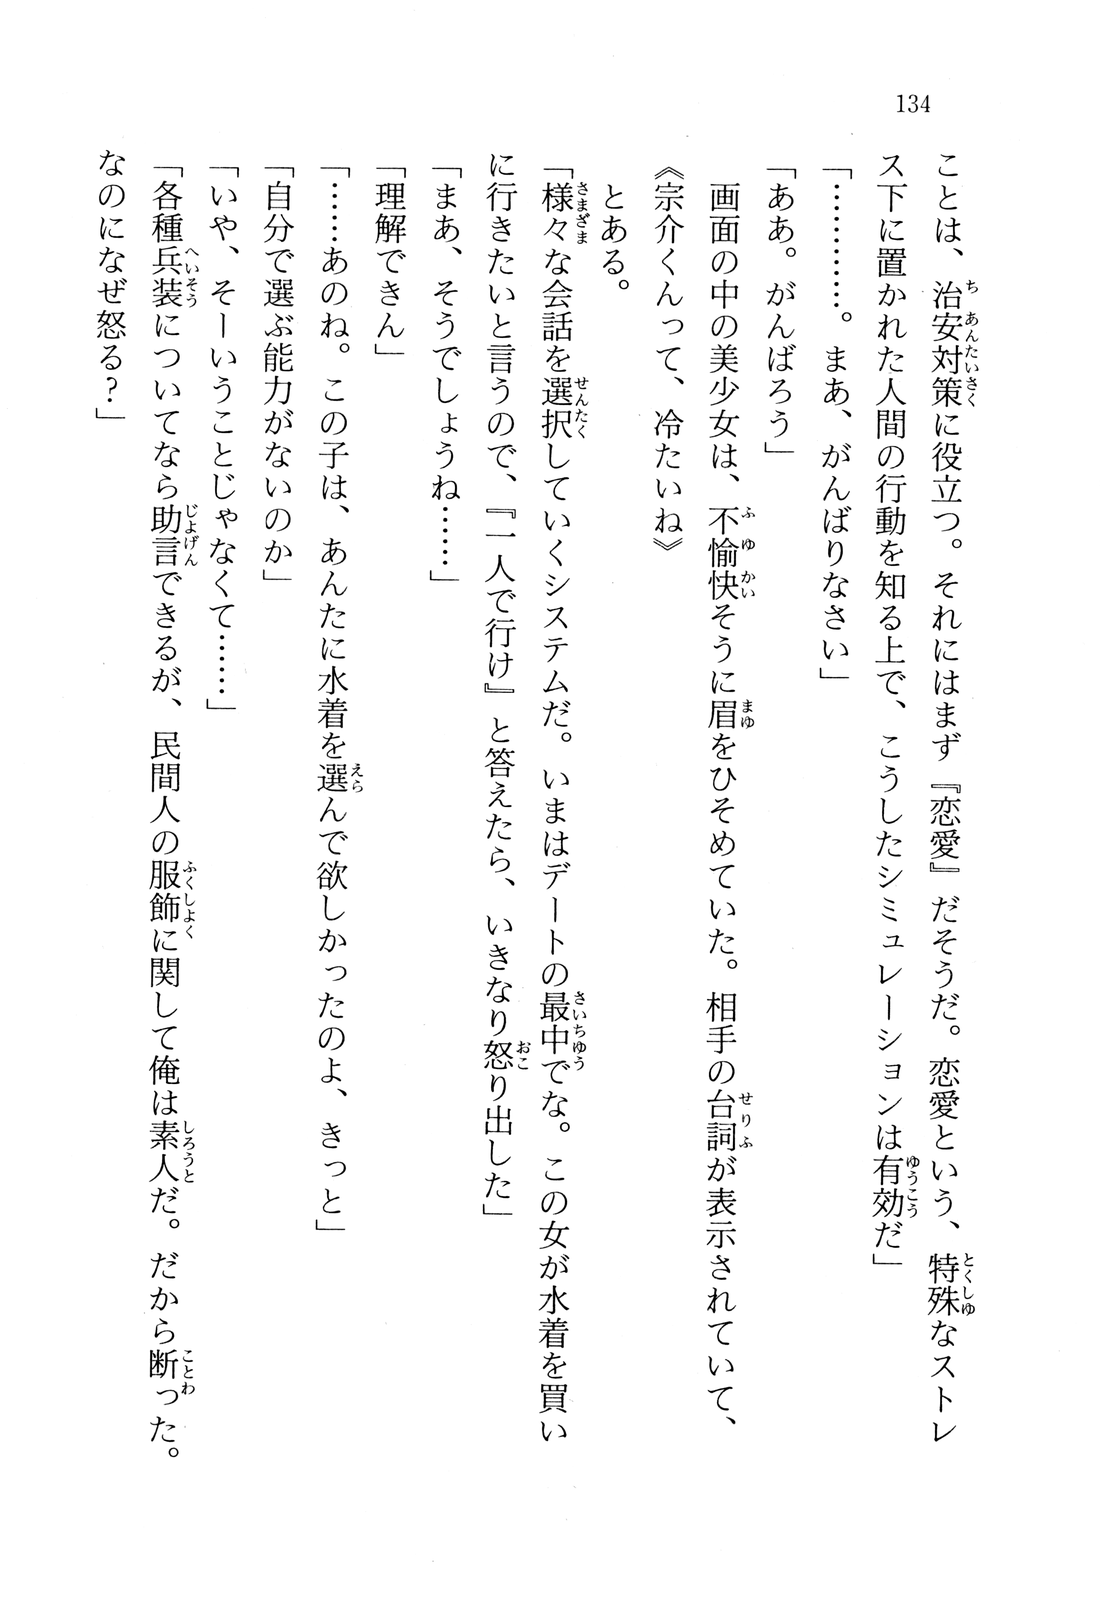 134
ことは、治安対策に役立つ。それにはまず『恋愛』だそうだ。恋愛という、特殊なストレ
ス下に置かれた人間の行動を知る上で、こうしたシミュレーションは有効だ」
「…………。まあ、がんばりなさい」
「ああ。がんばろう」
　画面の中の美少女は、不愉快そうに眉をひそめていた。相手の台詞が表示されていて、
《宗介くんって、冷たいね》
　とある。
「様々な会話を選択していくシステムだ。いまはデートの最中でな。この女が水着を買い
に行きたいと言うので、『一人で行け』と答えたら、いきなり怒り出した」
「まあ、そうでしょうね……」
「理解できん」
「……あのね。この子は、あんたに水着を選んで欲しかったのよ、きっと」
「自分で選ぶ能力がないのか」
「いや、そーいうことじゃなくて……」
「各種兵装についてなら助言できるが、民間人の服飾に関して俺は素人だ。だから断った。
なのになぜ怒る？」